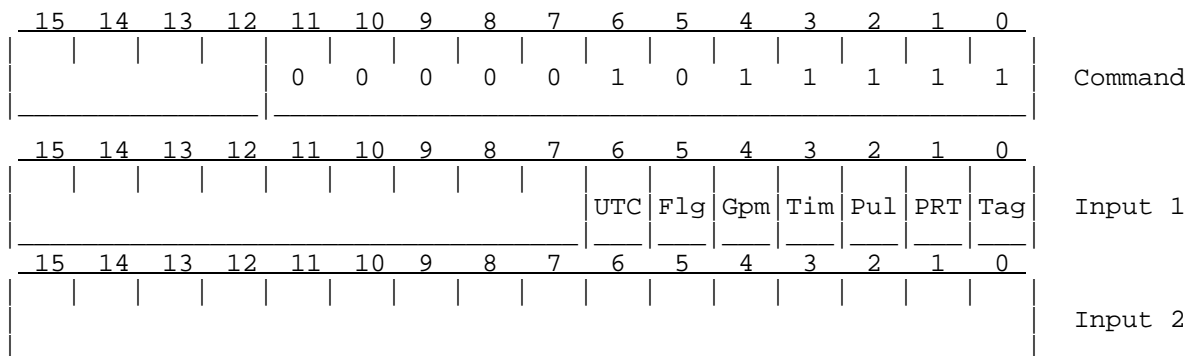 15 14 13 12 11 10 9 8 7 6 5 4 3 2 1 0
0 0 0 0 0 1 0 1 1 1 1 1 Command
15 14 13 12 11 10 9 8 7 6 5 4 3 2 1 0
UTC Flg Gpm Tim Pul PRT Tag Input 1
15 14 13 12 11 10 9 8 7 6 5 4 3 2 1 0
Input 2